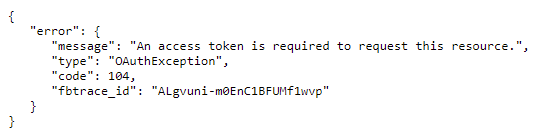 {
"error": {
"message": "An access token is required to request this resource.",
"type": "OAuthException",
"code": 104,
"fbtrace_id": "ALgvuni-m0EnC1BFUMf1wvp"
}
}